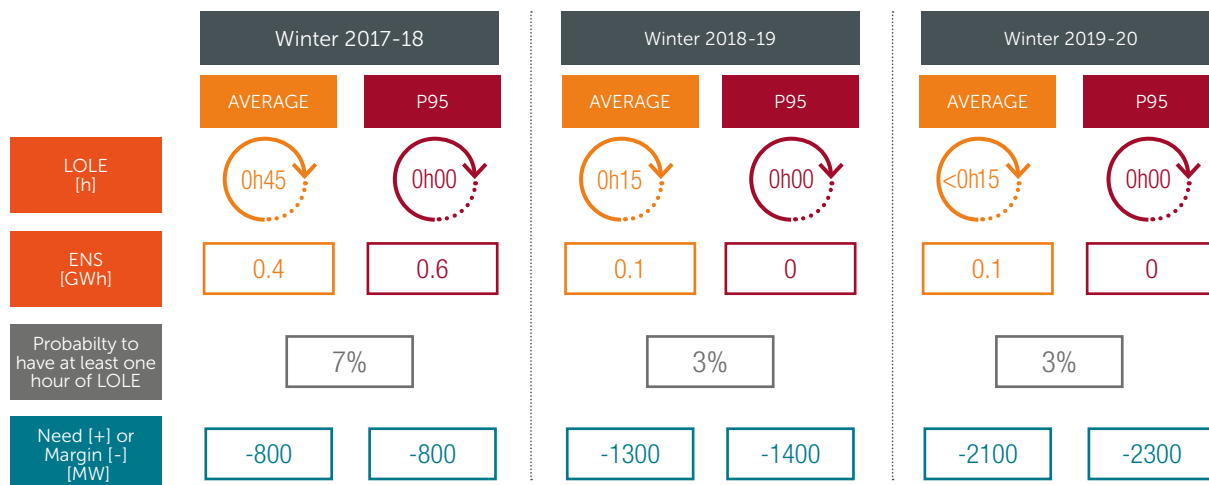 Winter 2017-18
Winter 2018-19
Winter 2019-20
AVERAGE
P95
AVERAGE
P95
AVERAGE
P95
LOLE
[h]
0h45
0h00
0h15
0h00
<0h15
0h00
ENS
[GWh]
0.4
0.6
0.1
0
0.1
0
Probabilty to
have at least one
hour of LOLE
7%
3%
3%
Need [+] or
Margin [-]
[MW]
-800
-800
-1300
-1400
-2100
-2300